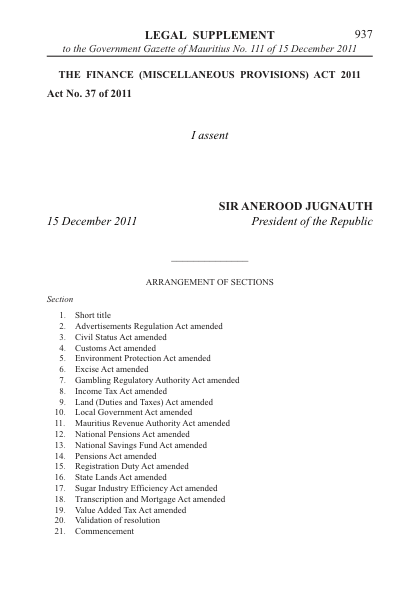 LEGAL SUPPLEMENT 937
to the Government Gazette of Mauritius No. 111 of 15 December 2011
THE FINANCE (MISCELLANEOUS PROVISIONS) ACT 2011
Act No. 37 of 2011
I assent
SIR ANEROOD JUGNAUTH
15 December 2011 President of the Republic
ARRANGEMENT OF SECTIONS
Section
1. Short title
2. Advertisements Regulation Act amended
3. Civil Status Act amended
4. Customs Act amended
5. Environment Protection Act amended
6. Excise Act amended
7. Gambling Regulatory Authority Act amended
8. Income Tax Act amended
9. Land (Duties and Taxes) Act amended
10. Local Government Act amended
11. Mauritius Revenue Authority Act amended
12. National Pensions Act amended
13. National Savings Fund Act amended
14. Pensions Act amended
15. Registration Duty Act amended
16. State Lands Act amended
17. Sugar Industry Efficiency Act amended
18. Transcription and Mortgage Act amended
19. Value Added Tax Act amended
20. Validation of resolution
21. Commencement